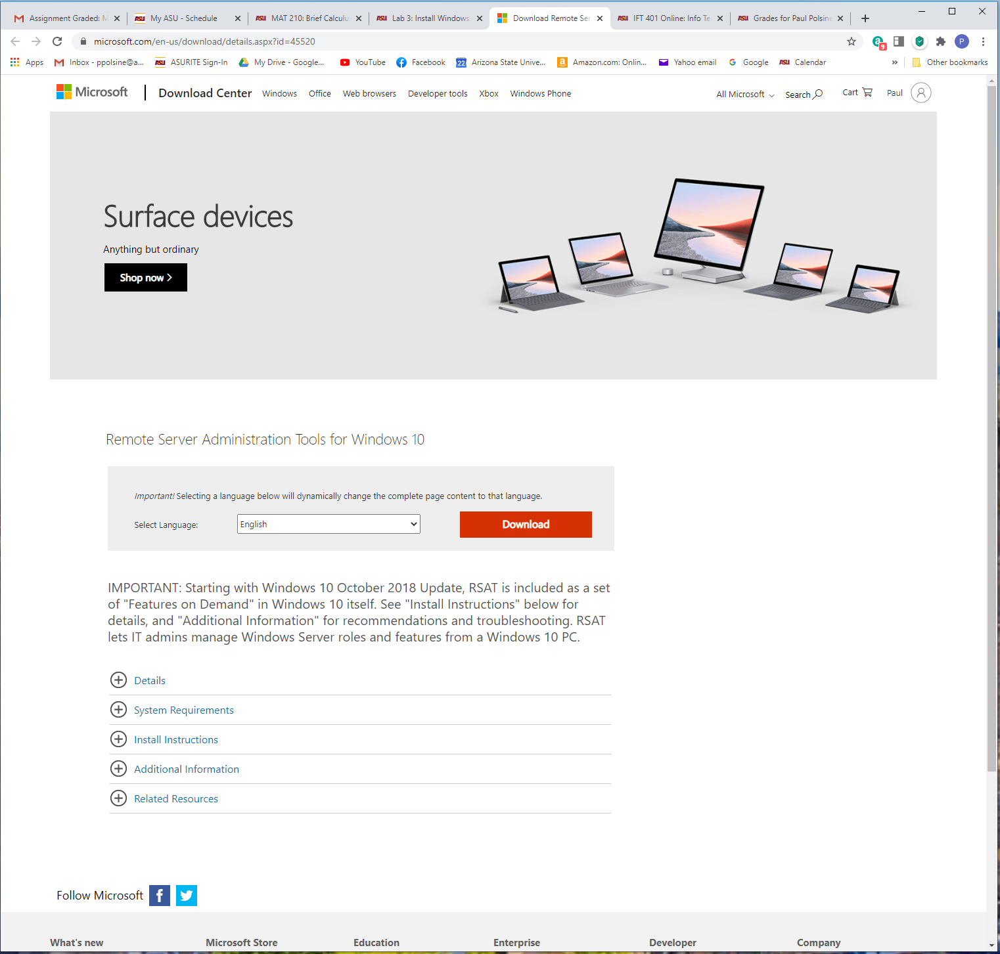 Assignment Graded: M
My ASU - Schedule
MAT 210: Brief Calculu
Lab 3: Install Windows
Download Remote Ser
IFT 401 Online: Info Te
Grades for Paul Polsine
microsoft.com/en-us/download/details.aspx?id=45520
9
P
Apps
Inbox - ppolsine@a...
ASURITE Sign-In
My Drive - Google...
YouTube
Facebook
22
Arizona State Unive...
Amazon.com: Onlin...
Yahoo email
Google
Calendar
»
Other bookmarks
Microsoft
Download Center
Windows
Office
Web browsers
Developer tools
Xbox
Windows Phone
All Microsoft
Search
Cart
Paul
Surface devices
Anything but ordinary
Shop now >
Remote Server Administration Tools for Windows 10
Important! Selecting a language below will dynamically change the complete page content to that language.
Select Language:
English
Download
IMPORTANT: Starting with Windows 10 October 2018 Update, RSAT is included as a set
of "Features on Demand" in Windows 10 itself. See "Install Instructions" below for
details, and "Additional Information" for recommendations and troubleshooting. RSAT
lets IT admins manage Windows Server roles and features from a Windows 10 PC.
Details
System Requirements
Install Instructions
Additional Information
Related Resources
Follow Microsoft
What's new
Microsoft Store
Education
Enterprise
Developer
Company